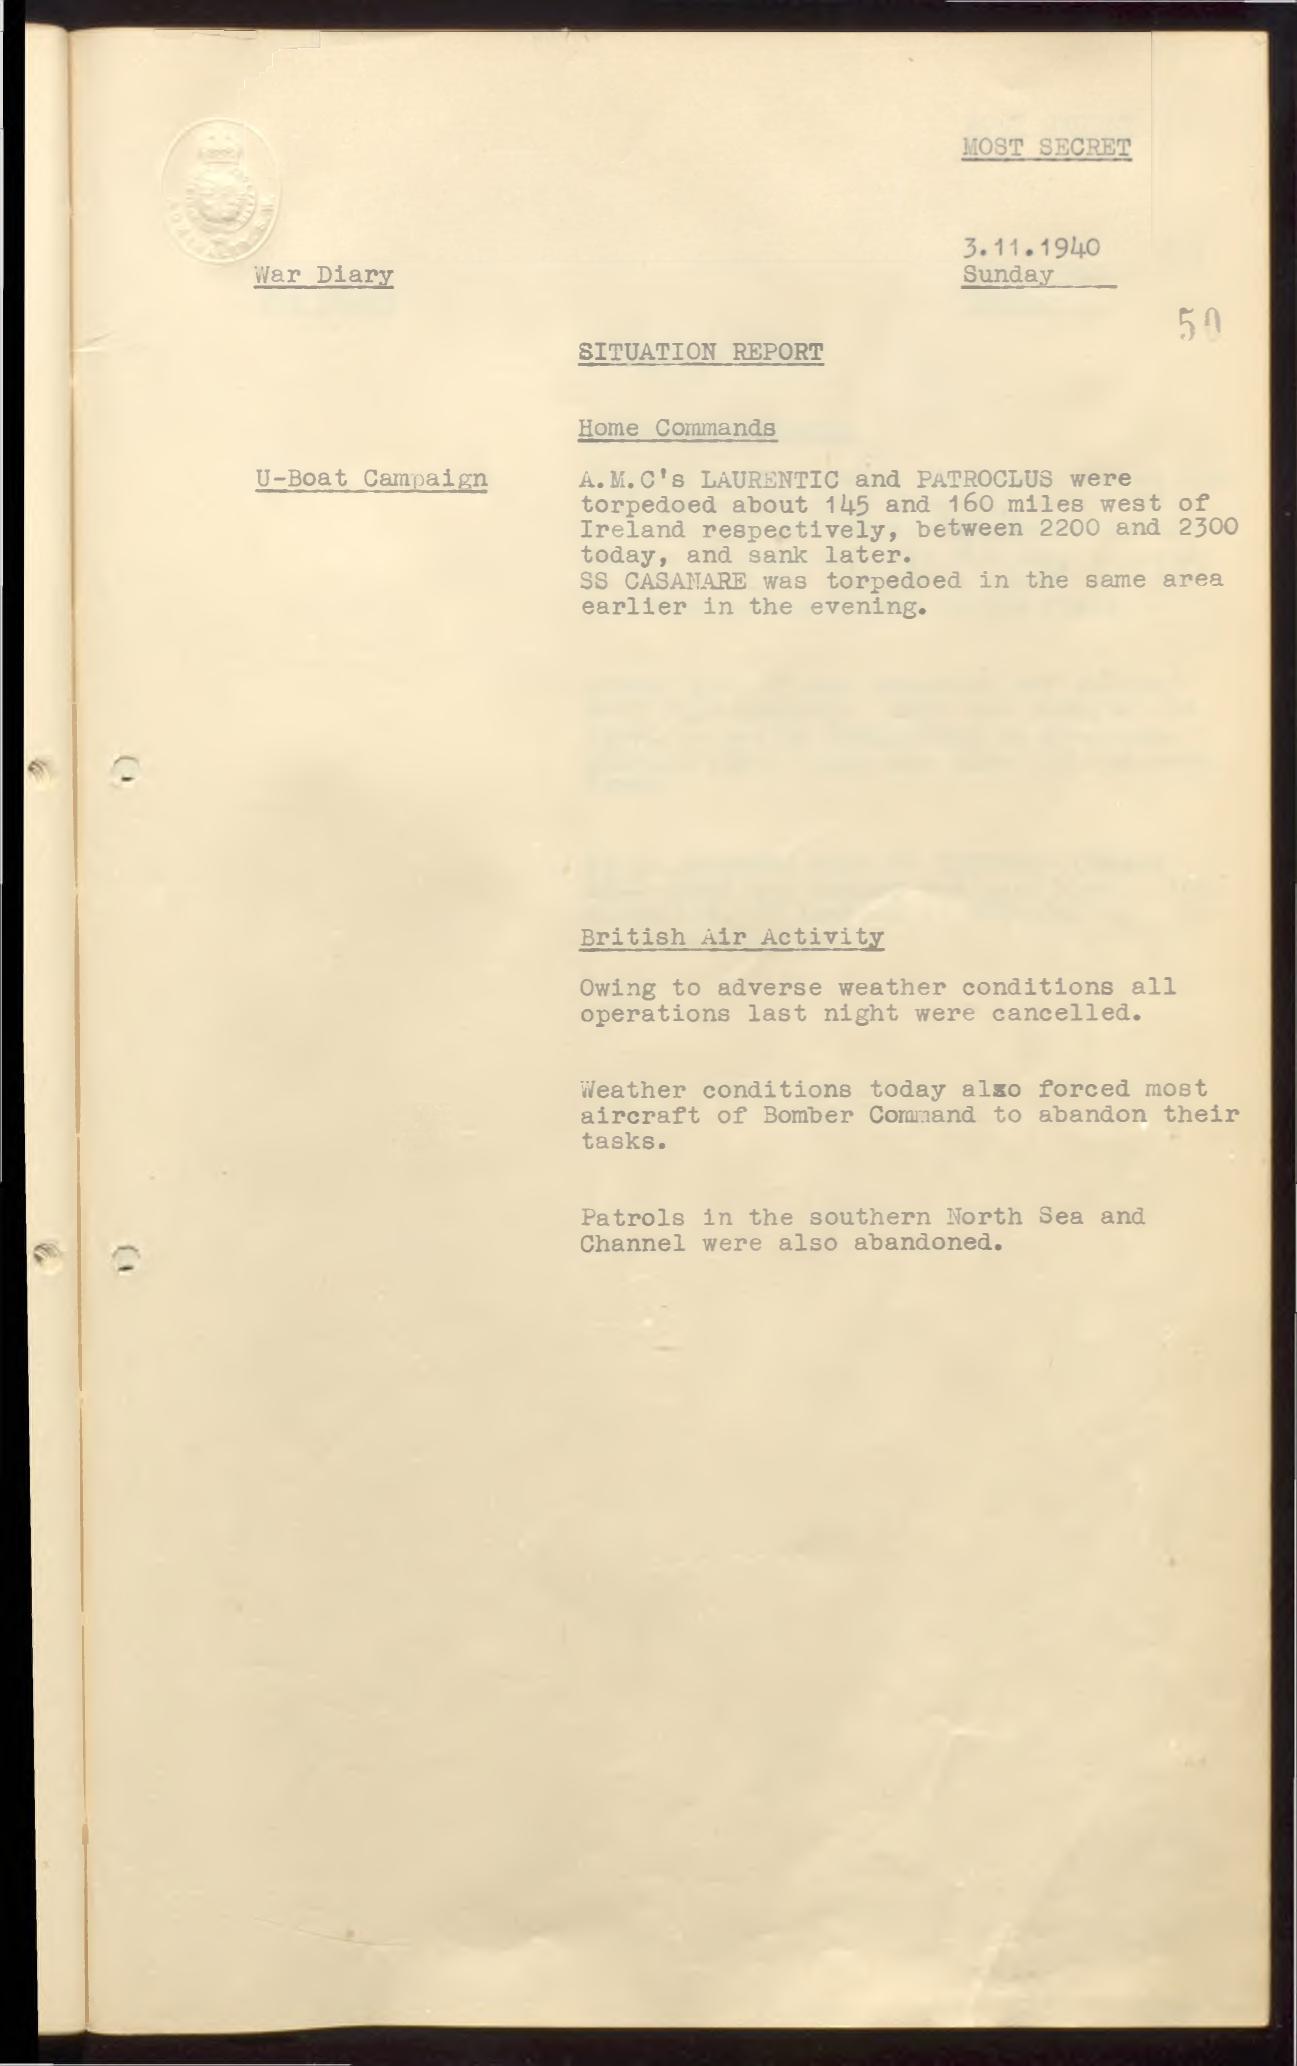 MOST SECRET
3.11.1940
War Diary
Sunday
50
SITUATION REPORT
Home Commands
U-Boat Campaign
A.M.C's LAURENTIC and PATROCLUS were
torpedoed about 145 and 160 miles west of
Ireland respectively, between 2200 and 2300
today, and sank later.
SS CASANARE was torpedoed in the same area
earlier in the evening.
British Air Activity
Owing to adverse weather conditions all
operations last night were cancelled.
Weather conditions today also forced most
aircraft of Bomber Command to abandon their
tasks.
Patrols in the southern North Sea and
Channel were also abandoned.